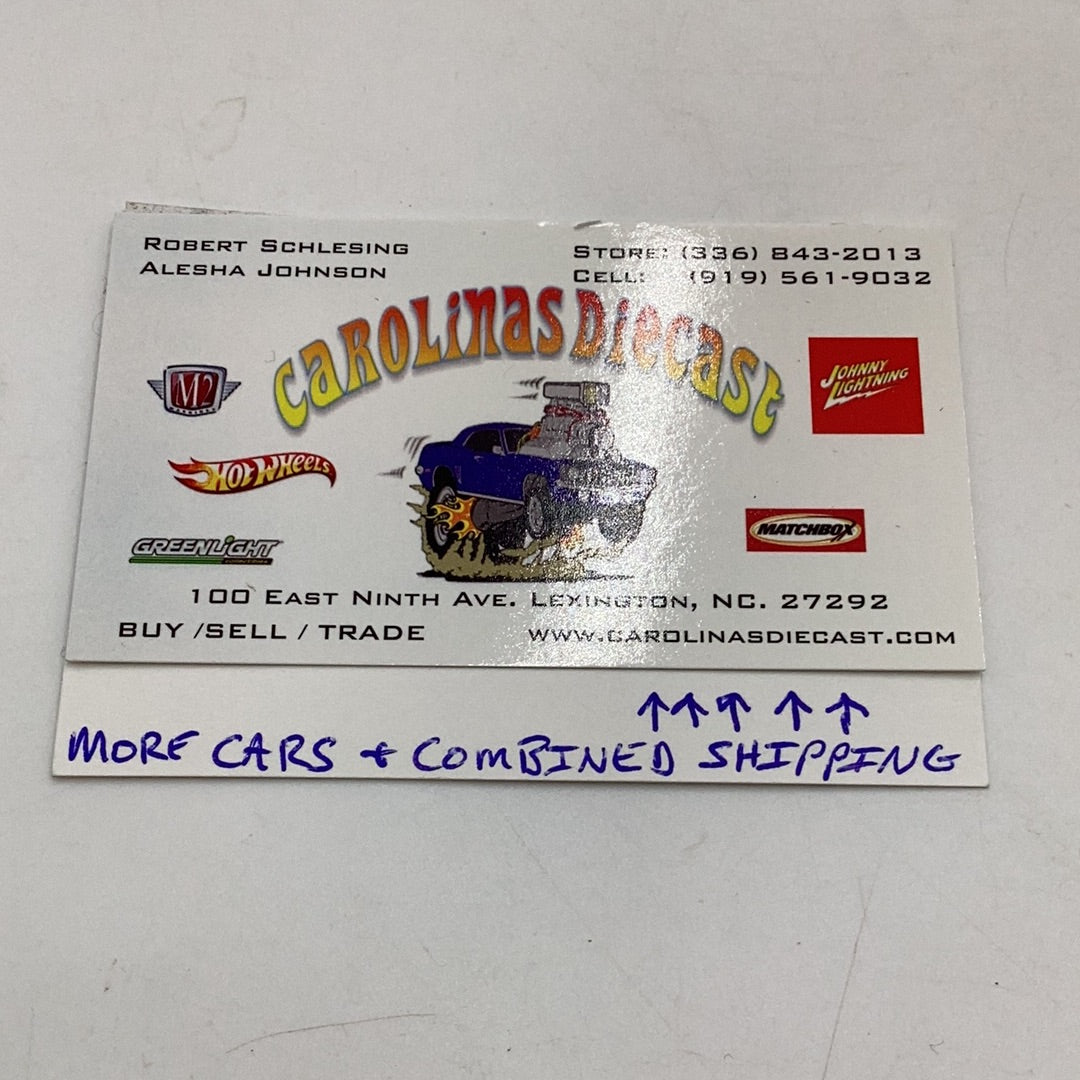 ROBERT SCHLESING
ALESHA JOHNSON
STORE: (336) 843-2013
CELL: (919) 561-9032
CAROLINAS DIECAST
M2
JOHNNY LIGHTNING
HOT WHEELS
MATCHBOX
GREENLIGHT
100 EAST NINTH AVE. LEXINGTON, NC. 27292
BUY /SELL / TRADE
WWW.CAROLINASDIECAST.COM
↑↑↑ ↑ ↑
MORE CARS + COMBINED SHIPPING